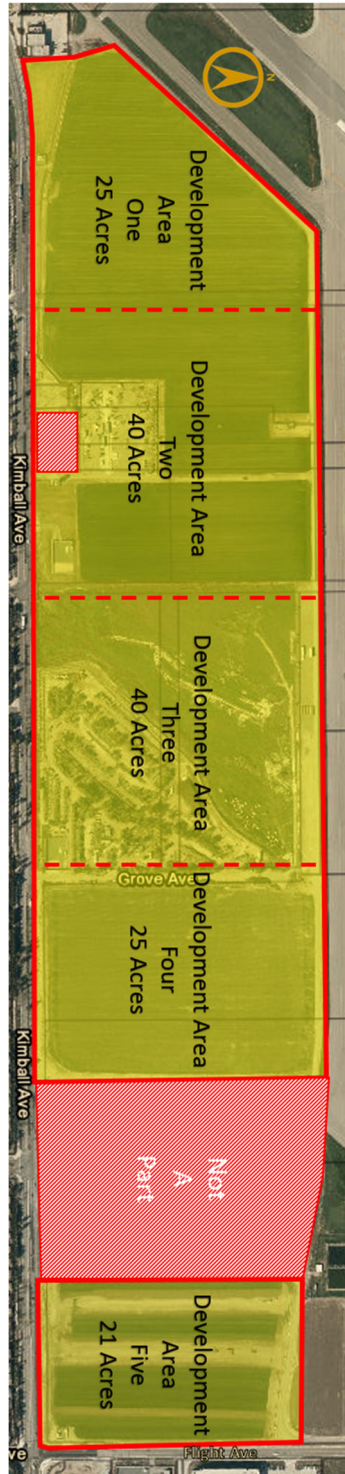 N
Development
Area
One
25 Acres
Development Area
Two
40 Acres
Kimball Ave
Development Area
Three
40 Acres
Grove Ave
Development Area
Four
25 Acres
Kimball Ave
Not
A
Part
Development
Area
Five
21 Acres
Flight Ave
ve